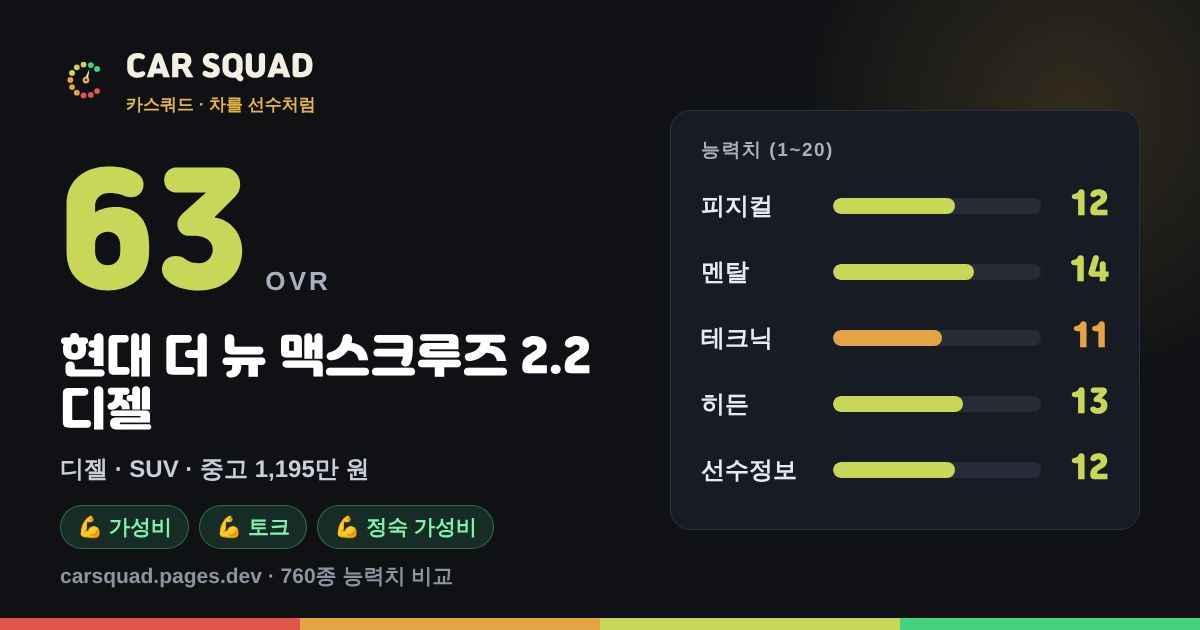 CAR SQUAD
카스쿼드 · 차를 선수처럼
63 OVR
현대 더 뉴 맥스크루즈 2.2
디젤
디젤 · SUV · 중고 1,195만 원
💪 가성비 💪 토크 💪 정숙 가성비
carsquad.pages.dev · 760종 능력치 비교
능력치 (1~20)
피지컬 12
멘탈 14
테크닉 11
히든 13
선수정보 12